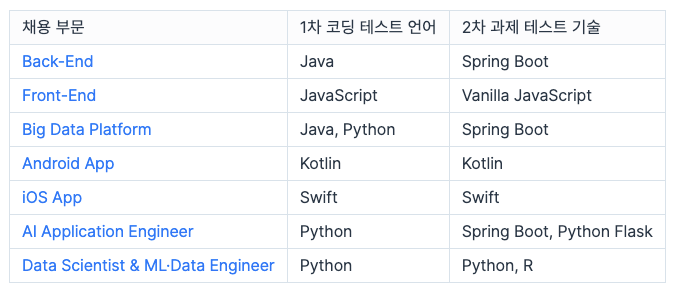 채용 부문 1차 코딩 테스트 언어 2차 과제 테스트 기술
Back-End Java Spring Boot
Front-End JavaScript Vanilla JavaScript
Big Data Platform Java, Python Spring Boot
Android App Kotlin Kotlin
iOS App Swift Swift
AI Application Engineer Python Spring Boot, Python Flask
Data Scientist & ML·Data Engineer Python Python, R